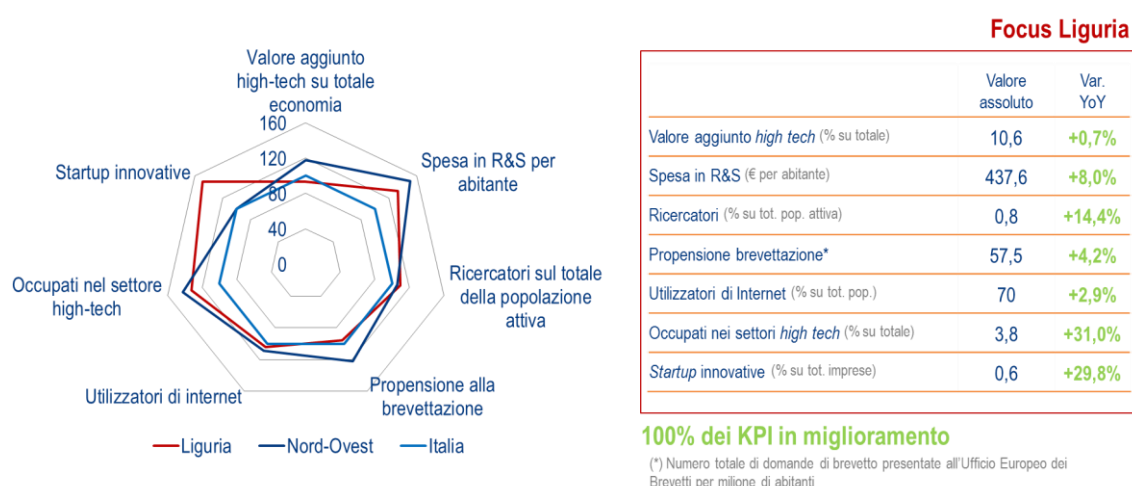 Focus Liguria
Valore aggiunto
high-tech su totale
economia
160
120
80
40
0
Spesa in R&S per
abitante
Ricercatori sul totale
della popolazione
attiva
Propensione alla
brevettazione
Utilizzatori di internet
Occupati nel settore
high-tech
Startup innovative
Liguria Nord-Ovest Italia
Valore
assoluto
Var.
YoY
Valore aggiunto high tech (% su totale) 10,6 +0,7%
Spesa in R&S (€ per abitante) 437,6 +8,0%
Ricercatori (% su tot. pop. attiva) 0,8 +14,4%
Propensione brevettazione* 57,5 +4,2%
Utilizzatori di Internet (% su tot. pop.) 70 +2,9%
Occupati nei settori high tech (% su totale) 3,8 +31,0%
Startup innovative (% su tot. imprese) 0,6 +29,8%
100% dei KPI in miglioramento
(*) Numero totale di domande di brevetto presentate all'Ufficio Europeo dei
Brevetti per milione di abitanti